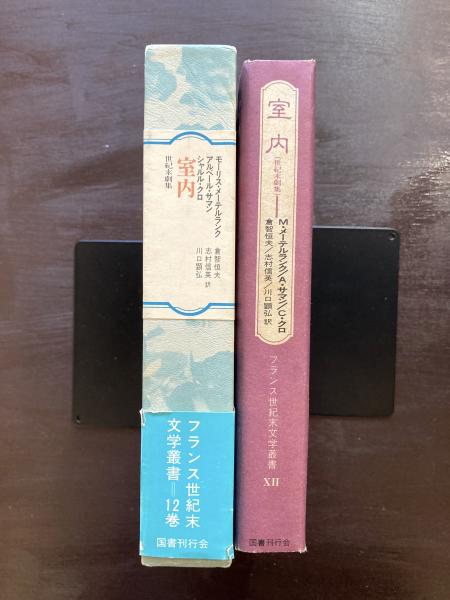 モーリス・メーテルランク
アルベール・サマン
シャルル・クロ
室内
世紀末劇集
倉智恒夫
志村信英 訳
川口顕弘
フランス世紀末
文学叢書=12巻
国書刊行会
室内
[世紀末劇集]
M・メーテルランク/A・サマン/C・クロ
倉智恒夫/志村信英/川口顕弘 訳
フランス世紀末文学叢書
XII
国書刊行会